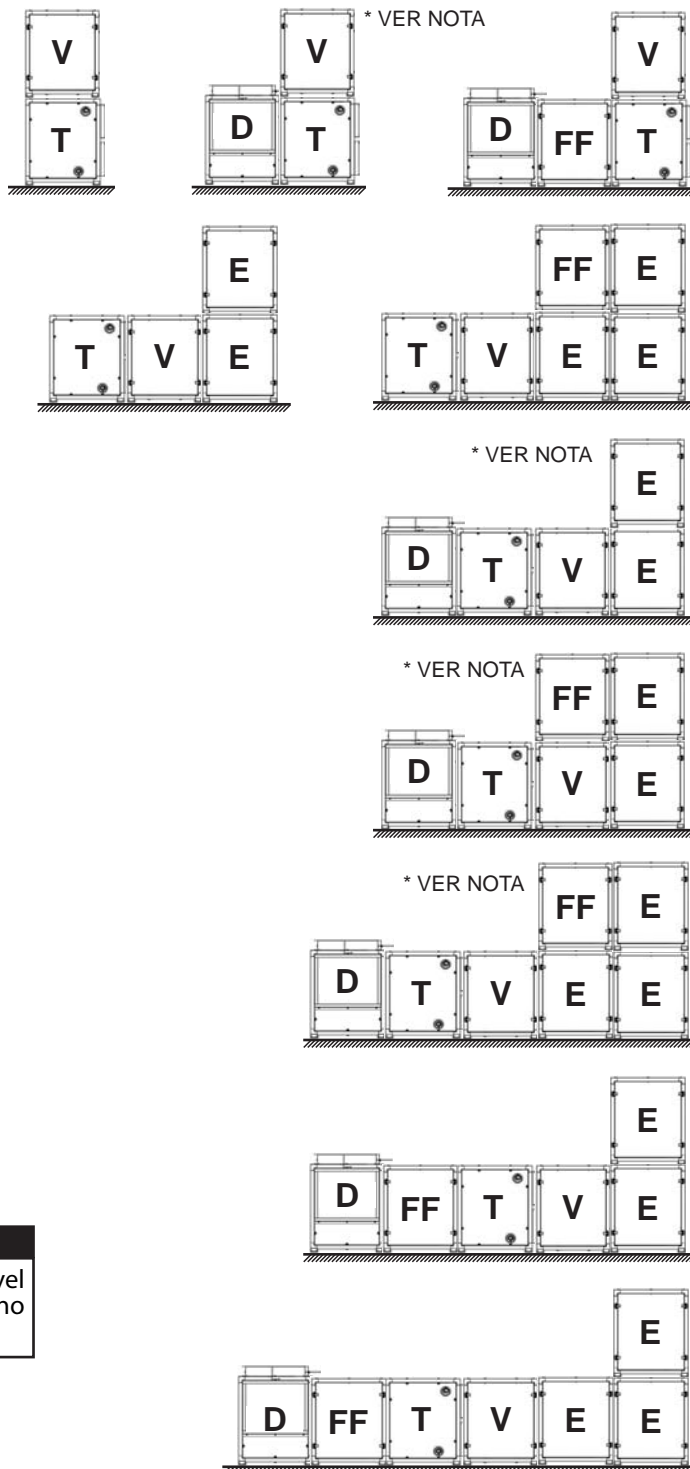 V V * VER NOTA V
T D T D FF T
E FF E
T V E T V E E
* VER NOTA E
D T V E
* VER NOTA FF E
D T V E
* VER NOTA FF E
D T V E E
E
D FF T V E
vel
no
E
D FF T V E E